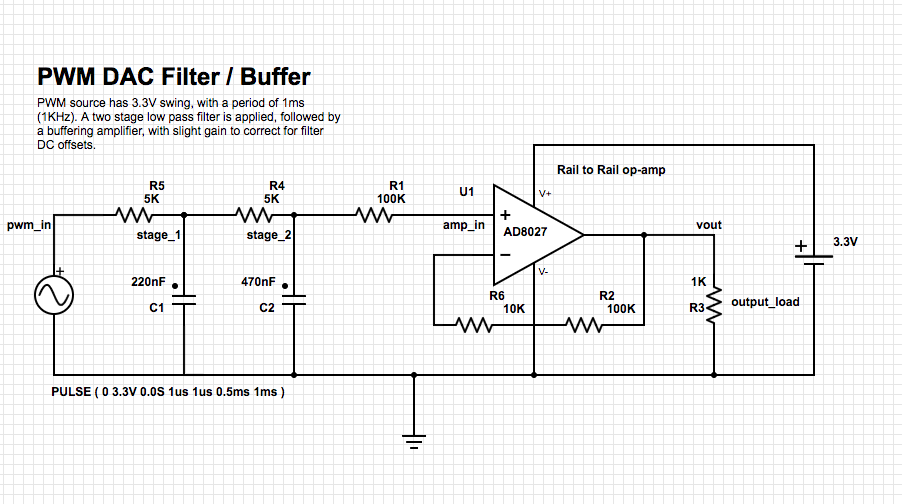 PWM DAC Filter / Buffer
PWM source has 3.3V swing, with a period of 1ms
(1KHz). A two stage low pass filter is applied, followed by
a buffering amplifier, with slight gain to correct for filter
DC offsets.
Rail to Rail op-amp
R5
5K
R4
5K
R1
100K
U1
V+
pwm_in
stage_1
stage_2
amp_in
+
AD8027
−
V-
vout
+
3.3V
+
220nF
C1
470nF
C2
R6
10K
R2
100K
1K
R3
output_load
PULSE ( 0 3.3V 0.0S 1us 1us 0.5ms 1ms )